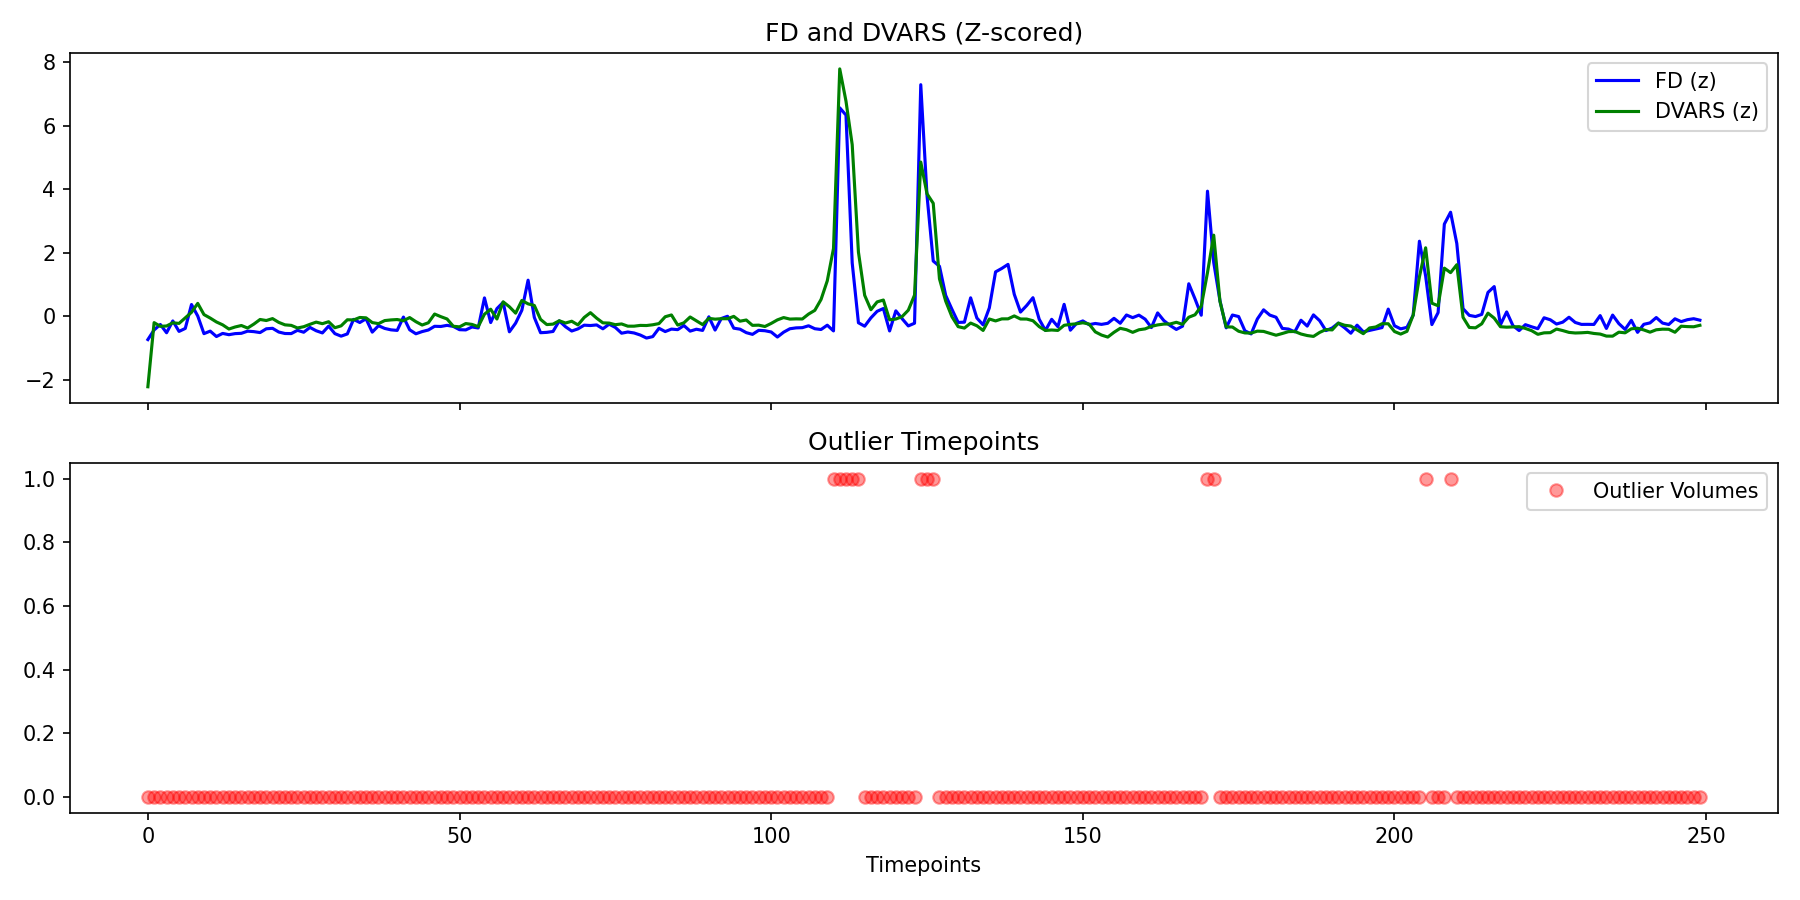 FD and DVARS (Z-scored)
8
6
4
2
0
−2
FD (z)
DVARS (z)
Outlier Timepoints
1.0
0.8
0.6
0.4
0.2
0.0
Outlier Volumes
0 50 100 150 200 250
Timepoints